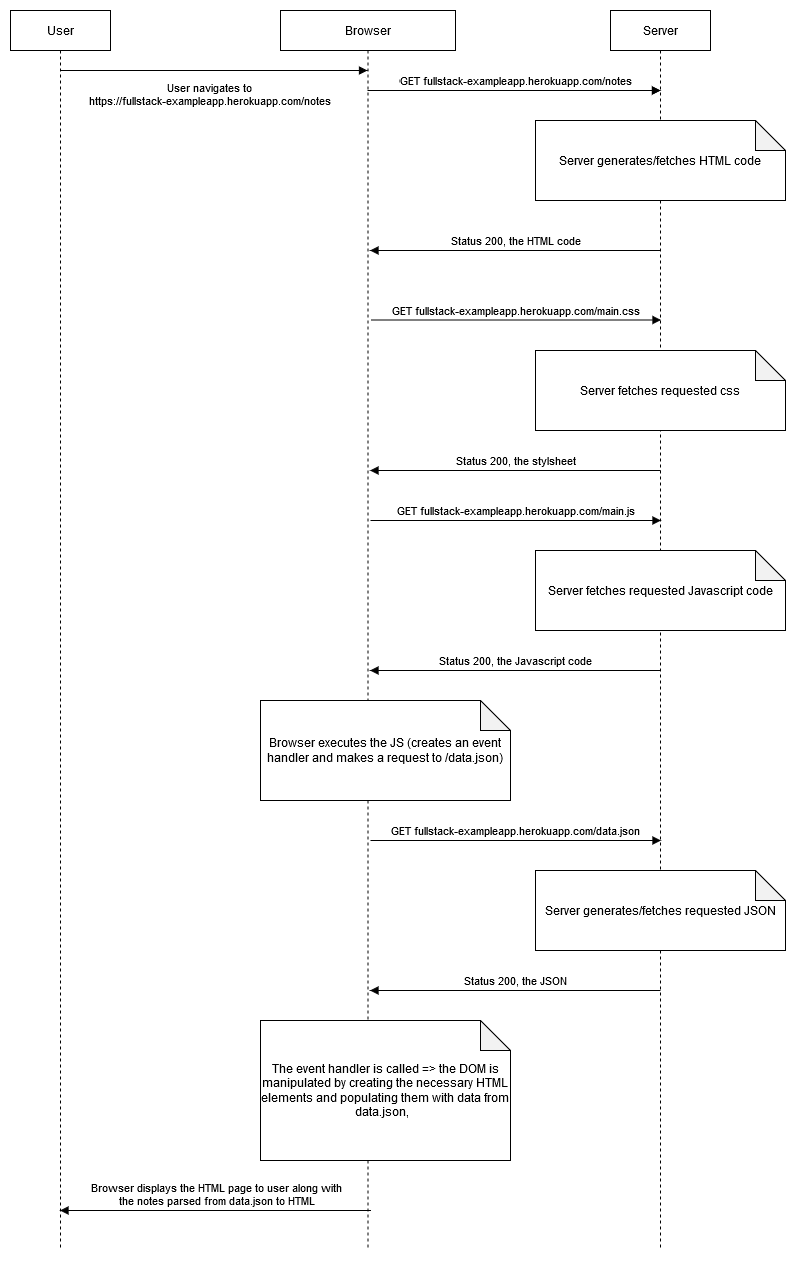 User
Browser
Server
User navigates to
https://fullstack-exampleapp.herokuapp.com/notes
GET fullstack-exampleapp.herokuapp.com/notes
Server generates/fetches HTML code
Status 200, the HTML code
GET fullstack-exampleapp.herokuapp.com/main.css
Server fetches requested css
Status 200, the stylsheet
GET fullstack-exampleapp.herokuapp.com/main.js
Server fetches requested Javascript code
Status 200, the Javascript code
Browser executes the JS (creates an event
handler and makes a request to /data.json)
GET fullstack-exampleapp.herokuapp.com/data.json
Server generates/fetches requested JSON
Status 200, the JSON
The event handler is called => the DOM is
manipulated by creating the necessary HTML
elements and populating them with data from
data.json,
Browser displays the HTML page to user along with
the notes parsed from data.json to HTML